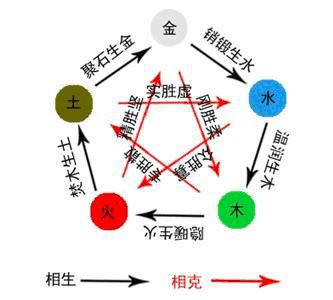 金
聚石生金
销锻生水
土
实胜虚
水
精胜坚
刚胜柔
焚木生土
专胜散
众胜寡
温润生木
火
隐暖生火
木
相生
相克